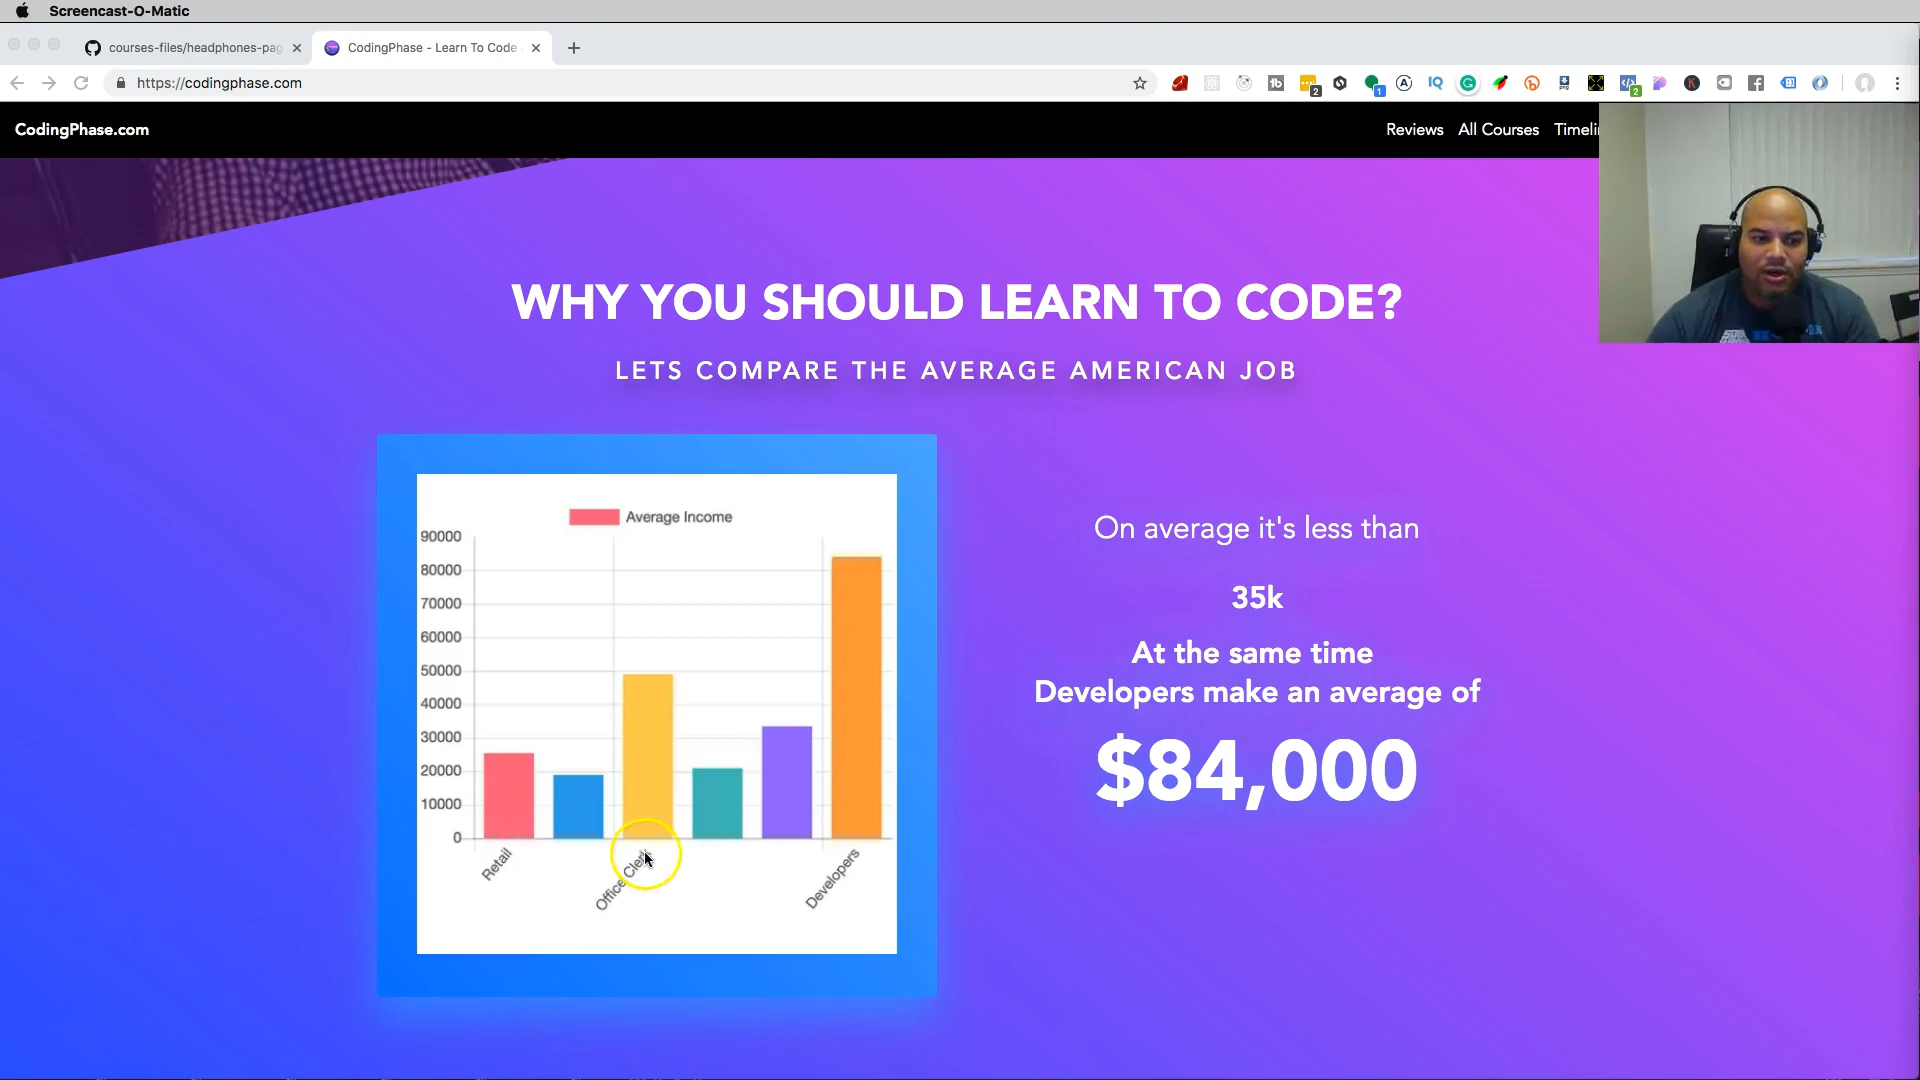 Screencast-O-Matic
courses-files/headphones-pag
CodingPhase - Learn To Code
https://codingphase.com
CodingPhase.com
Reviews
All Courses
Timelin
WHY YOU SHOULD LEARN TO CODE?
LETS COMPARE THE AVERAGE AMERICAN JOB
Average Income
90000
80000
70000
60000
50000
40000
30000
20000
10000
0
Retail
Office Clerk
Developers
On average it's less than
35k
At the same time
Developers make an average of
$84,000